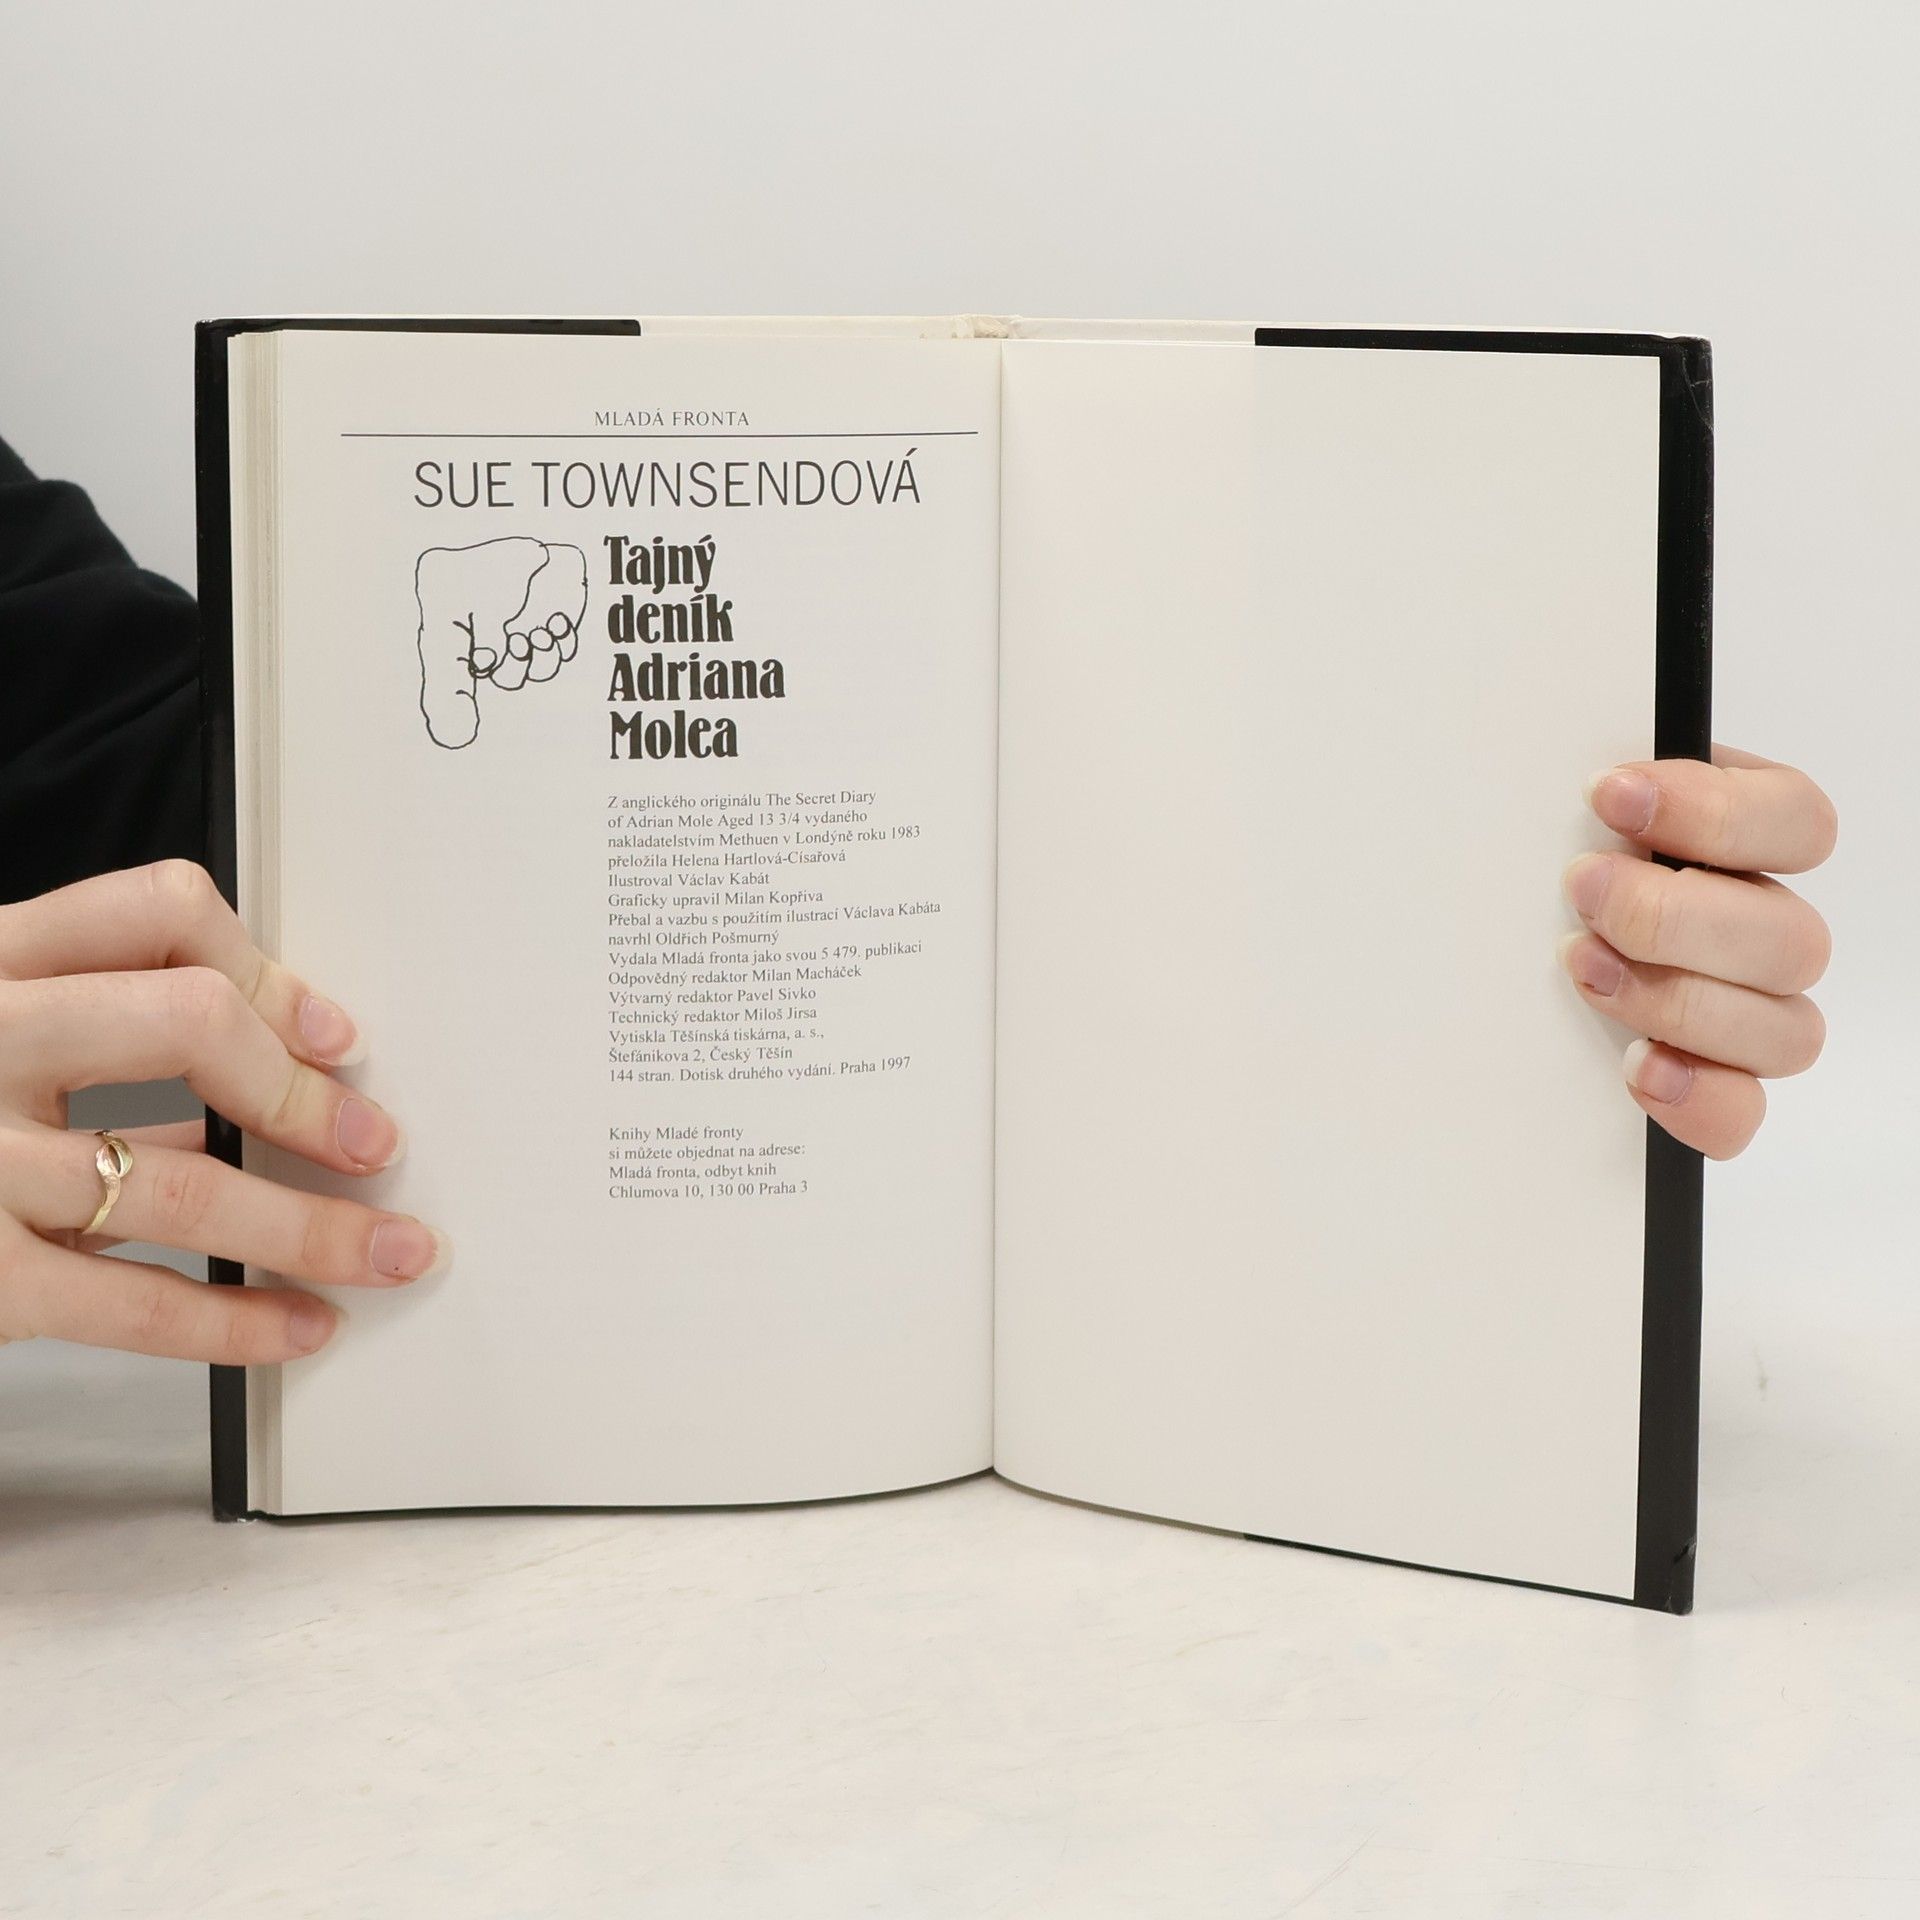 MLADÁ FRONTA
SUE TOWNSENDOVÁ
Tajný
deník
Adriana
Molea
Z anglického originálu The Secret Diary
of Adrian Mole Aged 13 3/4 vydaného
nakladatelstvím Methuen v Londýně roku 1983
přeložila Helena Hartlová-Císařová
Ilustroval Václav Kabát
Graficky upravil Milan Kopřiva
Přebal a vazbu s použitím ilustrací Václava Kabáta
navrhl Oldřich Pošmurný
Vydala Mladá fronta jako svou 5 479. publikaci
Odpovědný redaktor Milan Macháček
Výtvarný redaktor Pavel Sivko
Technický redaktor Miloš Jirsa
Vytiskla Těšínská tiskárna, a. s.,
Štefánikova 2, Český Těšín
144 stran. Dotisk druhého vydání. Praha 1997
Knihy Mladé fronty
si můžete objednat na adrese:
Mladá fronta, odbyt knih
Chlumova 10, 130 00 Praha 3